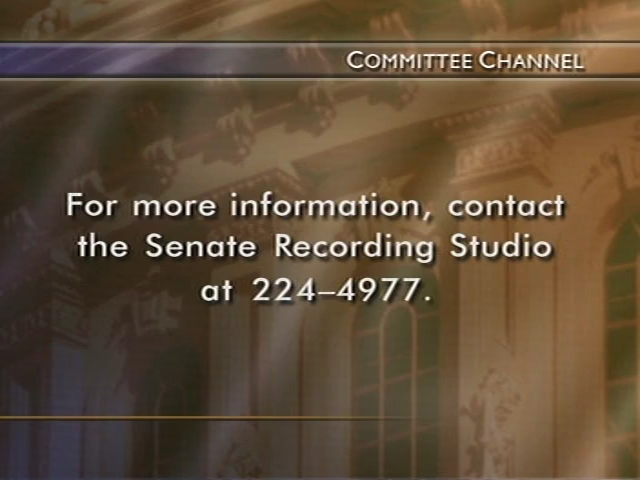 COMMITTEE CHANNEL
For more information, contact
the Senate Recording Studio
at 224–4977.